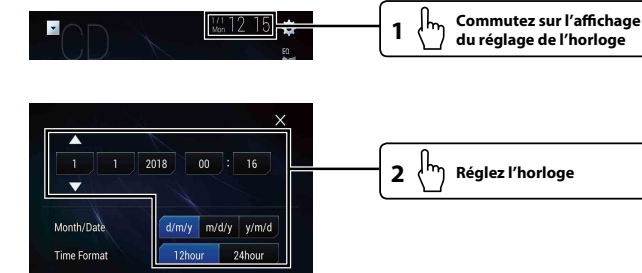 CD
1/1
Mon
12 15
EQ
1
Commutez sur l'affichage
du réglage de l'horloge
1 1 2018 00 : 16
2
Réglez l'horloge
Month/Date d/m/y m/d/y y/m/d
Time Format 12hour 24hour